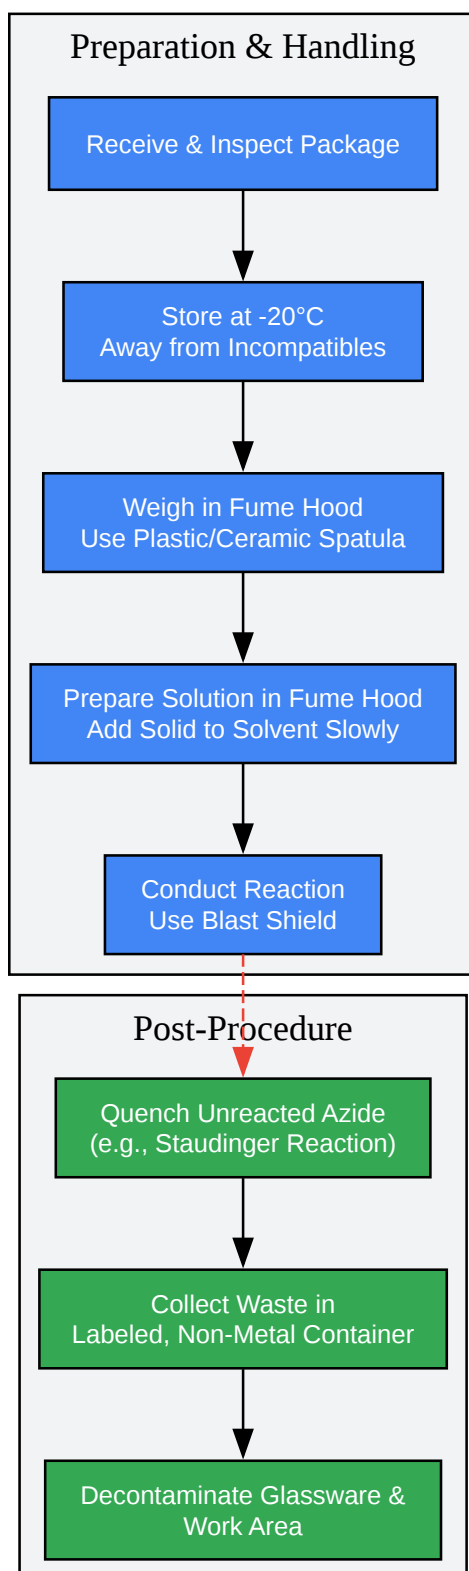 Preparation & Handling
Receive & Inspect Package
Store at -20°C
Away from Incompatibles
Weigh in Fume Hood
Use Plastic/Ceramic Spatula
Prepare Solution in Fume Hood
Add Solid to Solvent Slowly
Conduct Reaction
Use Blast Shield
Post-Procedure
Quench Unreacted Azide
(e.g., Staudinger Reaction)
Collect Waste in
Labeled, Non-Metal Container
Decontaminate Glassware &
Work Area